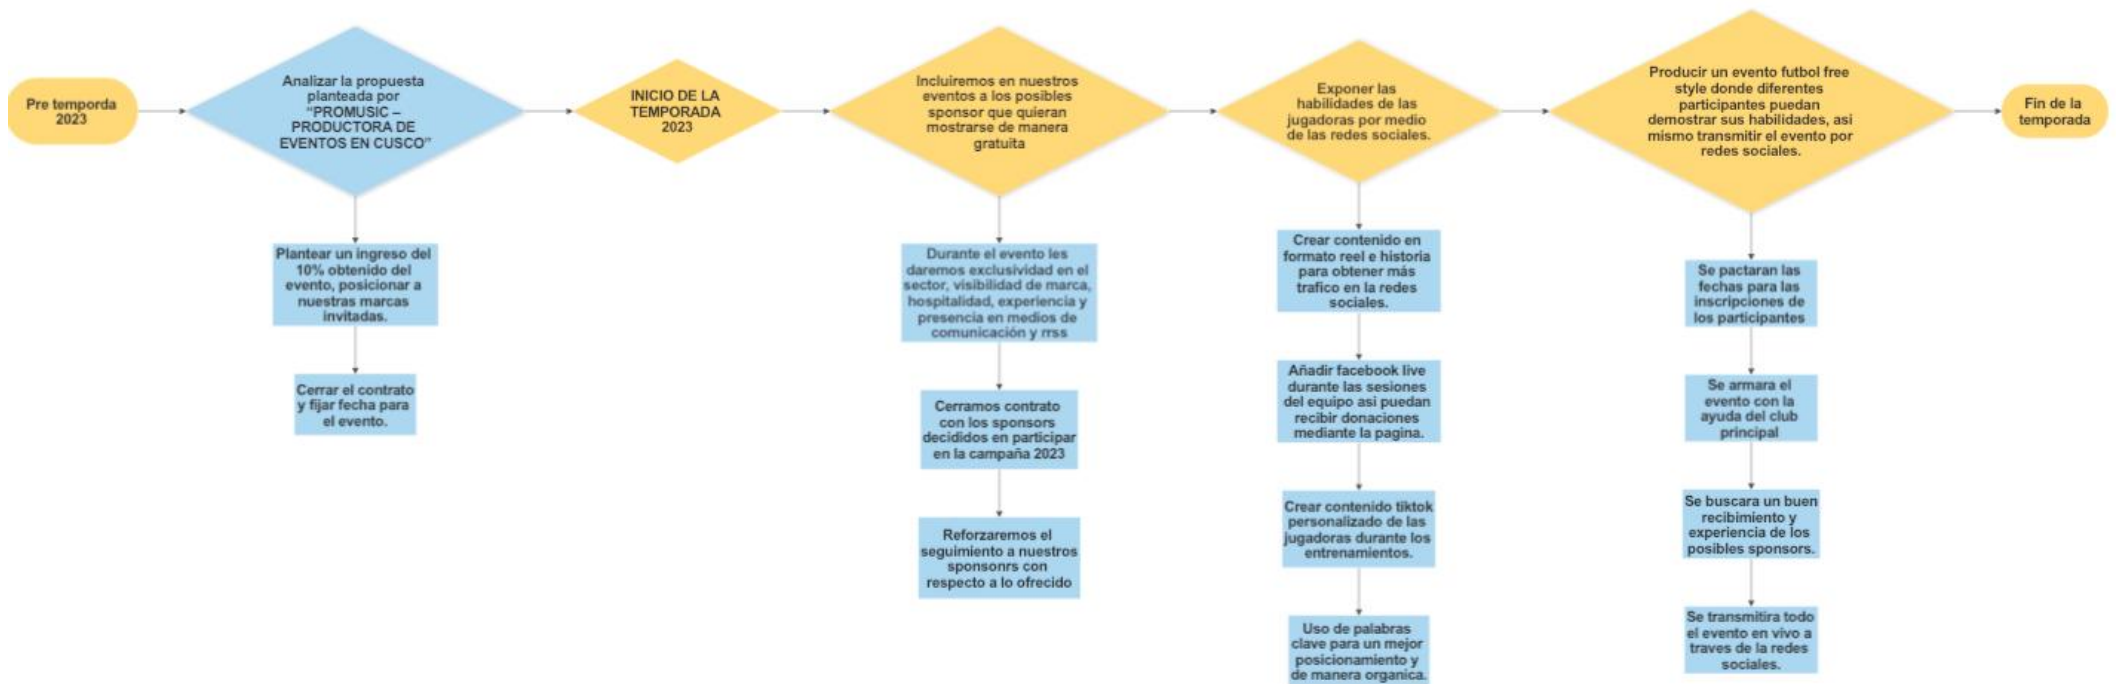 Pre temporda
2023
Analizar la propuesta
planteada por
"PROMUSIC –
PRODUCTORA DE
EVENTOS EN CUSCO"
Plantear un ingreso del
10% obtenido del
evento, posicionar a
nuestras marcas
invitadas.
Cerrar el contrato
y fijar fecha para
el evento.
INICIO DE LA
TEMPORADA
2023
Incluiremos en nuestros
eventos a los posibles
sponsor que quieran
mostrarse de manera
gratuita
Durante el evento les
daremos exclusividad en el
sector, visibilidad de marca,
hospitalidad, experiencia y
presencia en medios de
comunicación y rrss
Cerramos contrato
con los sponsors
decididos en participar
en la campaña 2023
Reforzaremos el
seguimiento a nuestros
sponsonrs con
respecto a lo ofrecido
Exponer las
habilidades de las
jugadoras por medio
de las redes sociales.
Crear contenido en
formato reel e historia
para obtener más
trafico en la redes
sociales.
Añadir facebook live
durante las sesiones
del equipo asi puedan
recibir donaciones
mediante la pagina.
Crear contenido tiktok
personalizado de las
jugadoras durante los
entrenamientos.
Uso de palabras
clave para un mejor
posicionamiento y
de manera organica.
Producir un evento futbol free
style donde diferentes
participantes puedan
demostrar sus habilidades, asi
mismo transmitir el evento por
redes sociales.
Se pactaran las
fechas para las
inscripciones de
los participantes
Se armara el
evento con la
ayuda del club
principal
Se buscara un buen
recibimiento y
experiencia de los
posibles sponsors.
Se transmitira todo
el evento en vivo a
traves de la redes
sociales.
Fin de la
temporada